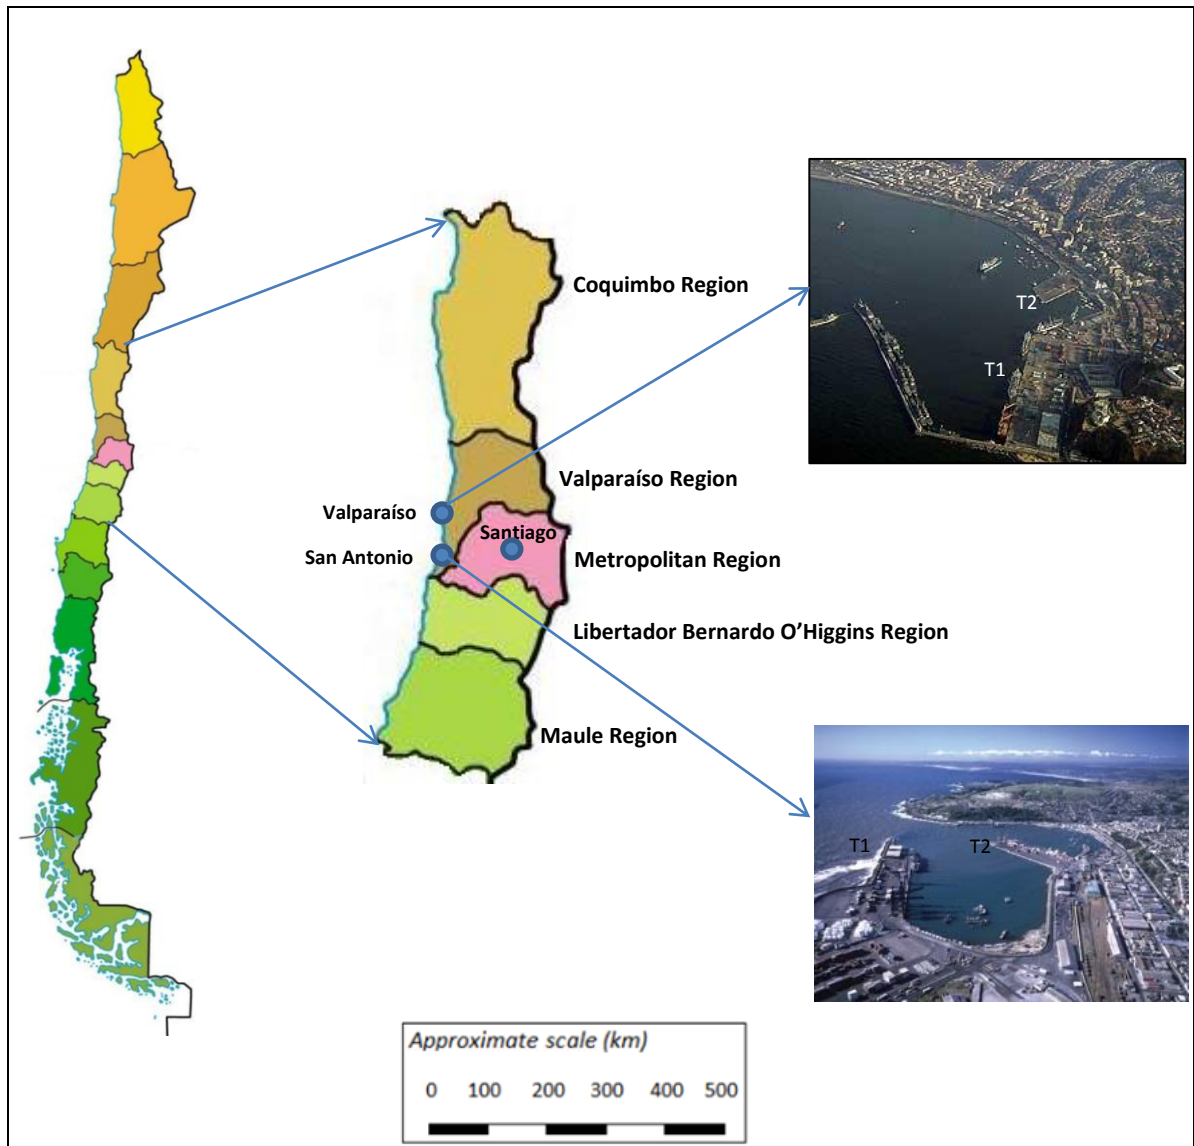 Coquimbo Region
T2
T1
Valparaíso Region
Valparaíso
Santiago
San Antonio
Metropolitan Region
Libertador Bernardo O’Higgins Region
Maule Region
T1
T2
Approximate scale (km)
0 100 200 300 400 500